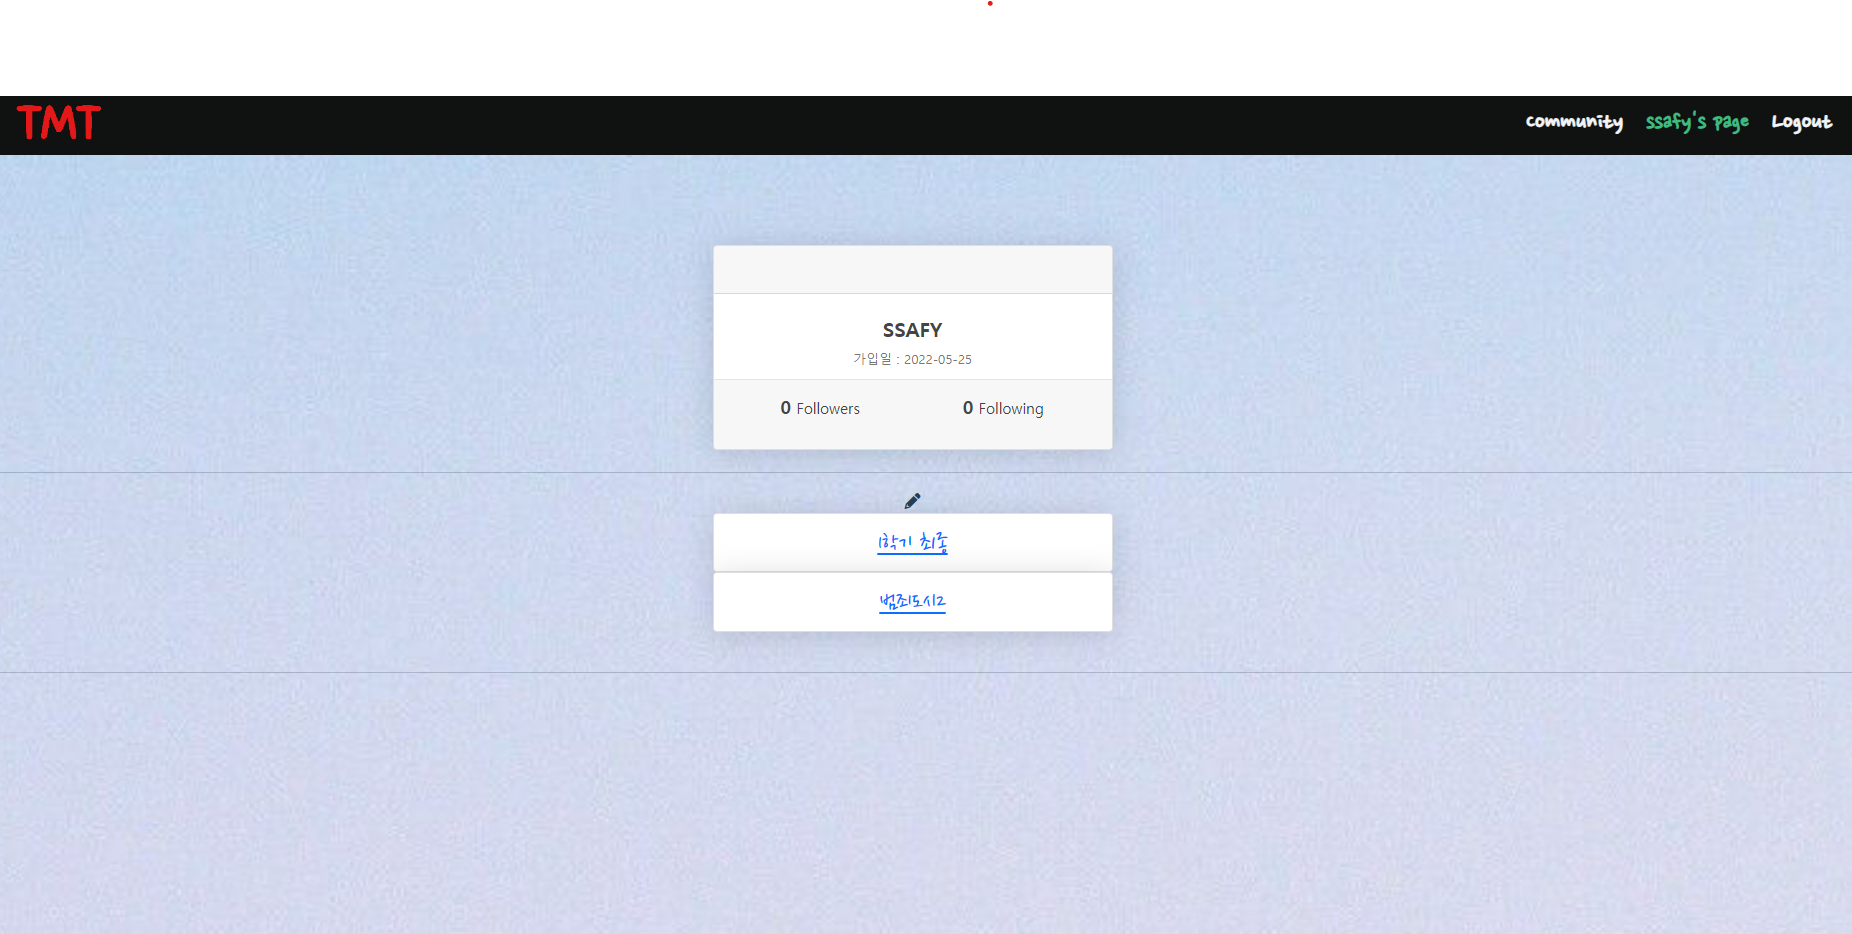 TMT
Community ssafy's page Logout
SSAFY
가입일 : 2022-05-25
0 Followers 0 Following
1학기 최종
범죄도시2